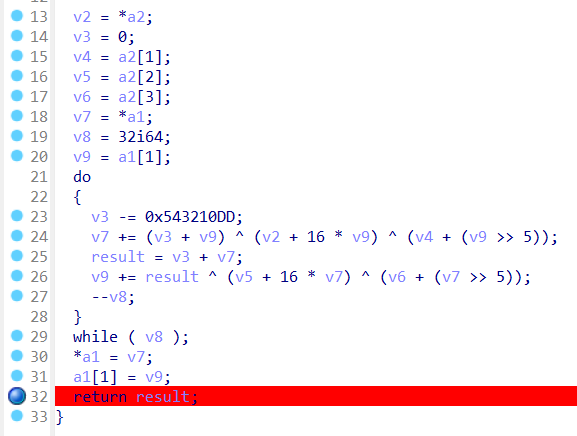 13 v2 = *a2;
14 v3 = 0;
15 v4 = a2[1];
16 v5 = a2[2];
17 v6 = a2[3];
18 v7 = *a1;
19 v8 = 32i64;
20 v9 = a1[1];
21 do
22 {
23 v3 -= 0x543210DD;
24 v7 += (v3 + v9) ^ (v2 + 16 * v9) ^ (v4 + (v9 >> 5));
25 result = v3 + v7;
26 v9 += result ^ (v5 + 16 * v7) ^ (v6 + (v7 >> 5));
27 --v8;
28 }
29 while ( v8 );
30 *a1 = v7;
31 a1[1] = v9;
32 return result;
33 }